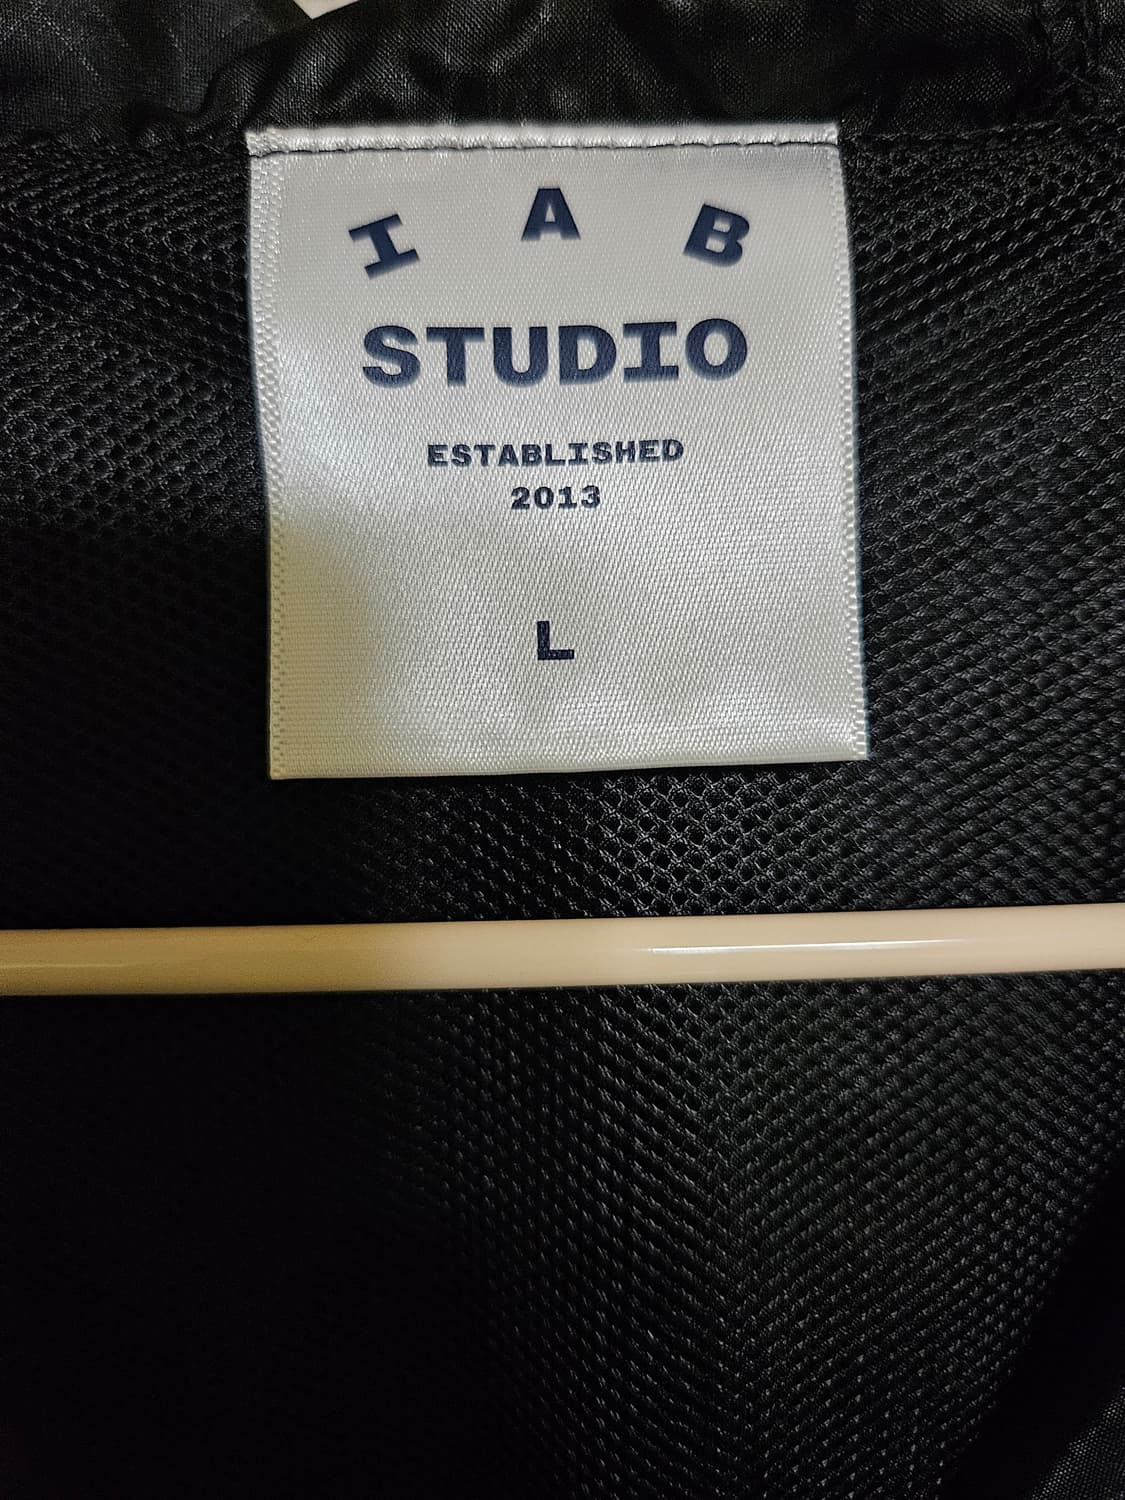 I A B
STUDIO
ESTABLISHED
2013
L